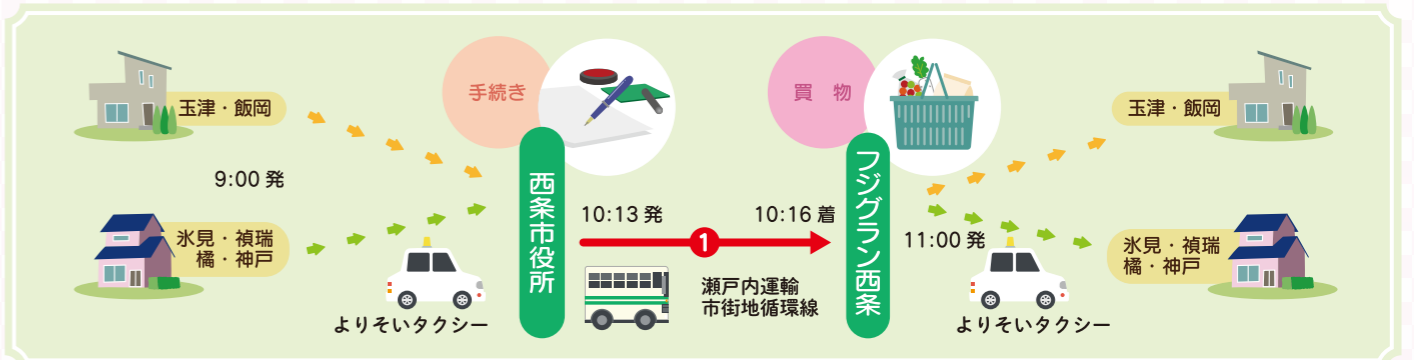 玉津・飯岡
9:00 発
氷見・禎瑞
橘・神戸
よりそいタクシー
手続き
西条市役所
10:13 発
10:16 着
1
瀬戸内運輸
市街地循環線
買 物
フジグラン西条
11:00 発
よりそいタクシー
玉津・飯岡
氷見・禎瑞
橘・神戸